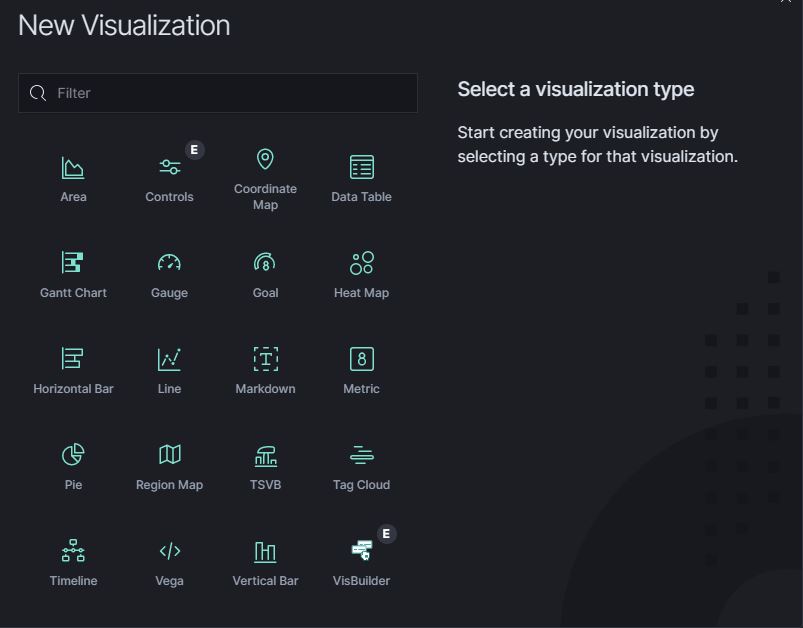 New Visualization
Filter
Select a visualization type
Start creating your visualization by
selecting a type for that visualization.
E
Area
Controls
Coordinate
Map
Data Table
Gantt Chart
Gauge
8
Goal
Heat Map
Horizontal Bar
Line
T
Markdown
8
Metric
Pie
Region Map
TSVB
Tag Cloud
Timeline
</>
Vega
Vertical Bar
E
VisBuilder